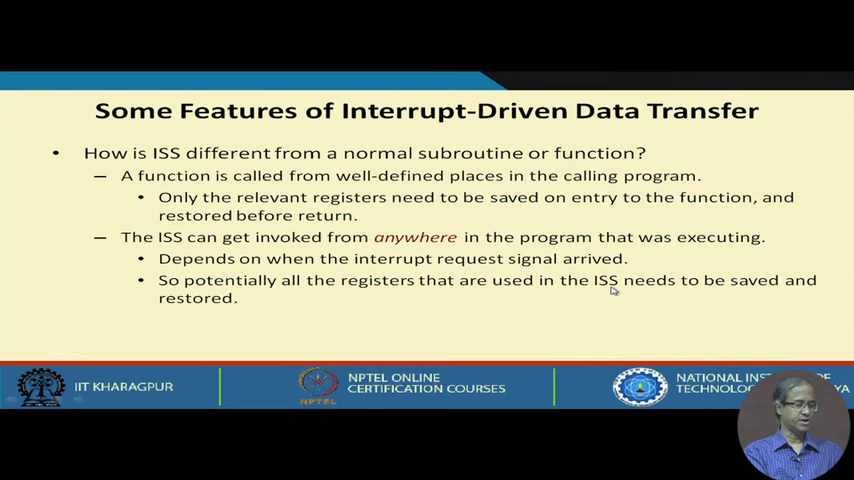 Some Features of Interrupt-Driven Data Transfer
• How is ISS different from a normal subroutine or function?
– A function is called from well-defined places in the calling program.
• Only the relevant registers need to be saved on entry to the function, and
restored before return.
– The ISS can get invoked from anywhere in the program that was executing.
• Depends on when the interrupt request signal arrived.
• So potentially all the registers that are used in the ISS needs to be saved and
restored.
IIT KHARAGPUR
NPTEL
NPTEL ONLINE
CERTIFICATION COURSES
NATIONAL INSTITUTE OF